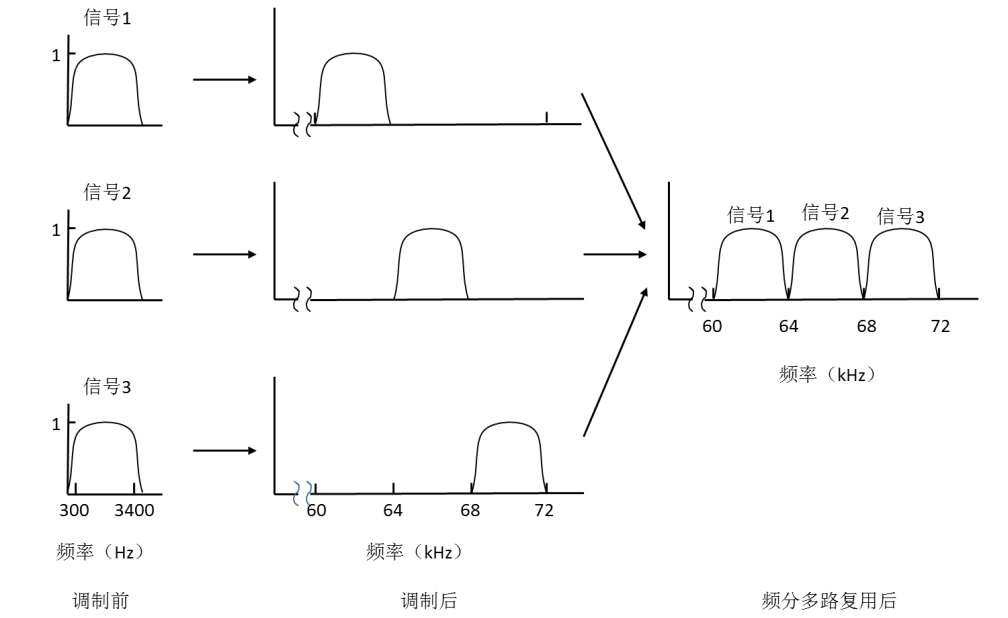 信号1
1
信号2
1
信号1
信号2
信号3
60
64
68
72
频率（kHz）
信号3
1
300
3400
60
64
68
72
频率（Hz）
频率（kHz）
调制前
调制后
频分多路复用后